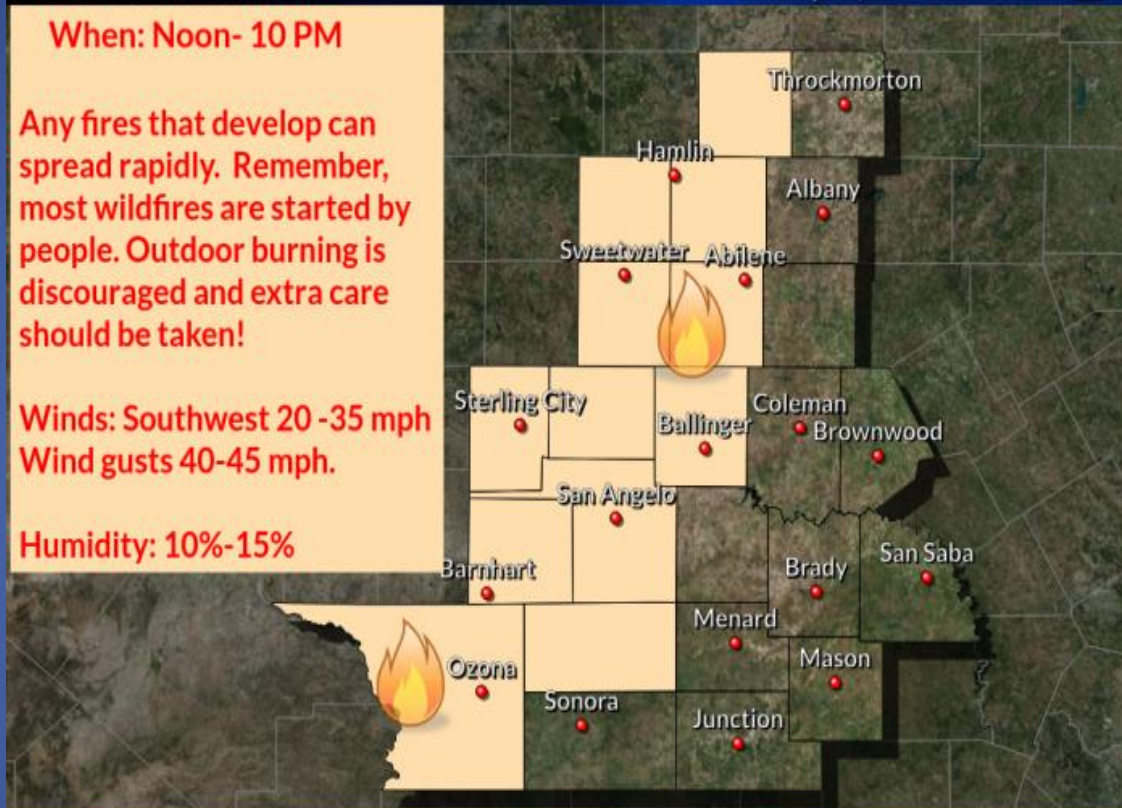 When: Noon- 10 PM
Any fires that develop can
spread rapidly.  Remember,
most wildfires are started by
people. Outdoor burning is
discouraged and extra care
should be taken!
Winds: Southwest 20 -35 mph
Wind gusts 40-45 mph.
Humidity: 10%-15%
Throckmorton
Hamlin
Albany
Sweetwater
Abilene
Sterling City
Ballinger
Coleman
Brownwood
San Angelo
Barnhart
Brady
San Saba
Menard
Mason
Ozona
Sonora
Junction